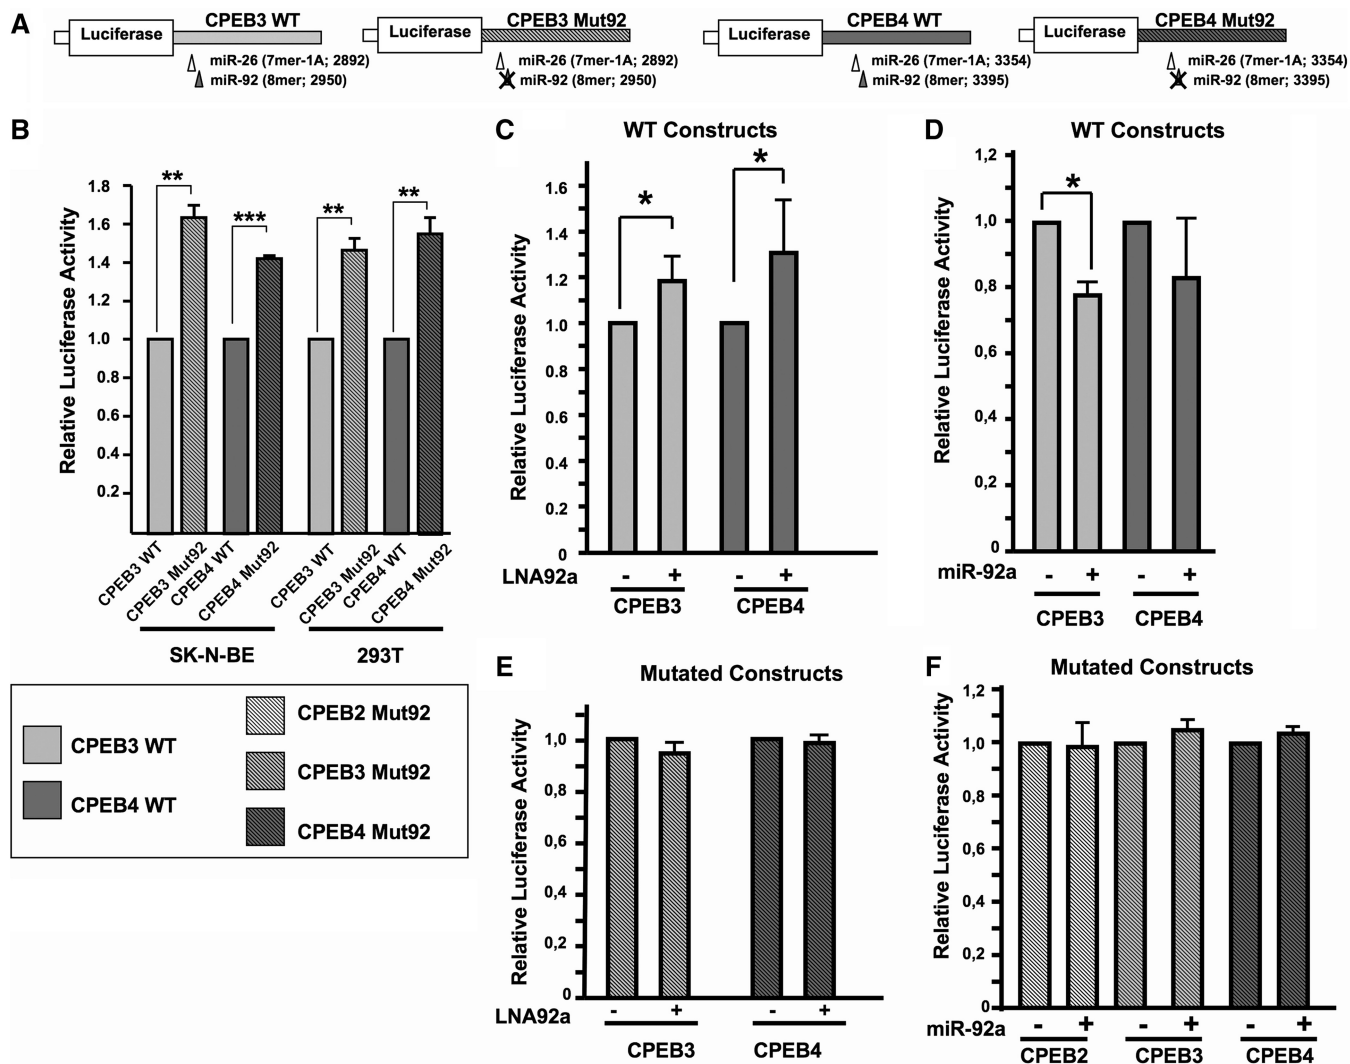 A
CPEB3 WT
Luciferase
miR-26 (7mer-1A; 2892)
miR-92 (8mer; 2950)
CPEB3 Mut92
Luciferase
miR-26 (7mer-1A; 2892)
miR-92 (8mer; 2950)
CPEB4 WT
Luciferase
miR-26 (7mer-1A; 3354)
miR-92 (8mer; 3395)
CPEB4 Mut92
Luciferase
miR-26 (7mer-1A; 3354)
miR-92 (8mer; 3395)
B
Relative Luciferase Activity
1.8
1.6
1.4
1.2
1.0
0.8
0.6
0.4
0.2
**
***
**
**
CPEB3 WT
CPEB3 Mut92
CPEB4 WT
CPEB4 Mut92
CPEB3 WT
CPEB3 Mut92
CPEB4 WT
CPEB4 Mut92
SK-N-BE
293T
CPEB3 WT
CPEB4 WT
CPEB2 Mut92
CPEB3 Mut92
CPEB4 Mut92
C
WT Constructs
Relative Luciferase Activity
1.6
1.4
1.2
1.0
0.8
0.6
0.4
0.2
0
*
*
LNA92a
- + - +
CPEB3
CPEB4
D
WT Constructs
Relative Luciferase Activity
1,2
1,0
0,8
0,6
0,4
0,2
0
*
miR-92a
- + - +
CPEB3
CPEB4
E
Mutated Constructs
Relative Luciferase Activity
1,0
0,8
0,6
0,4
0,2
0
LNA92a
- + - +
CPEB3
CPEB4
F
Mutated Constructs
Relative Luciferase Activity
1,2
1,0
0,8
0,6
0,4
0,2
0
miR-92a
- + - + - +
CPEB2
CPEB3
CPEB4